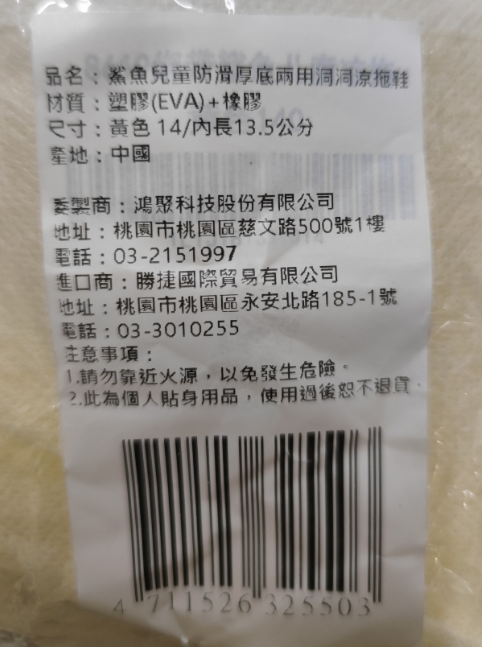 品名：鯊魚兒童防滑厚底兩用洞洞涼拖鞋
材質：塑膠(EVA)+橡膠
尺寸：黃色 14/內長13.5公分
產地：中國
委製商：鴻聚科技股份有限公司
地址：桃園市桃園區慈文路500號1樓
電話：03-2151997
進口商：勝捷國際貿易有限公司
地址：桃園市桃園區永安北路185-1號
電話：03-3010255
注意事項：
1.請勿靠近火源，以免發生危險。
2.此為個人貼身用品，使用過後恕不退貨。
4 711526 325503